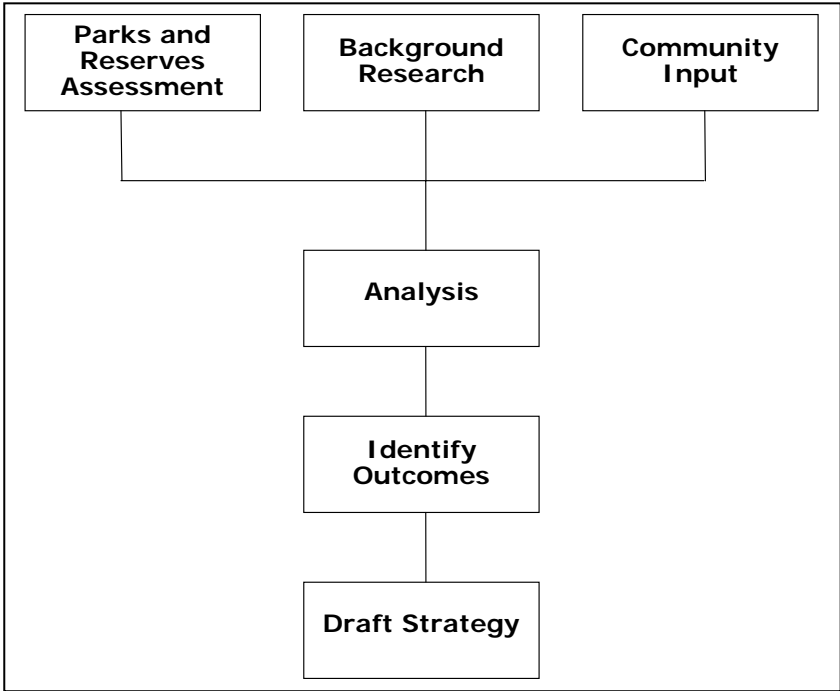 Parks and
Reserves
Assessment
Background
Research
Community
Input
Analysis
Identify
Outcomes
Draft Strategy